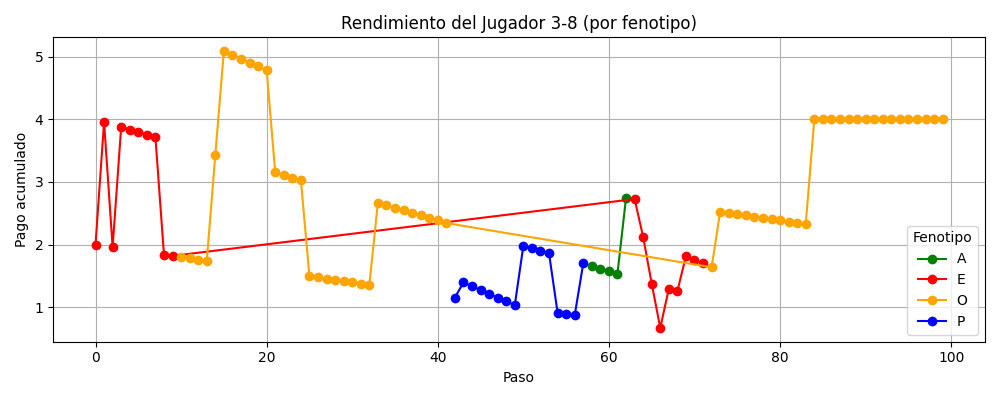 Rendimiento del Jugador 3-8 (por fenotipo)
Pago acumulado
5
4
3
2
1
0
20
40
60
80
100
Paso
Fenotipo
A
E
O
P